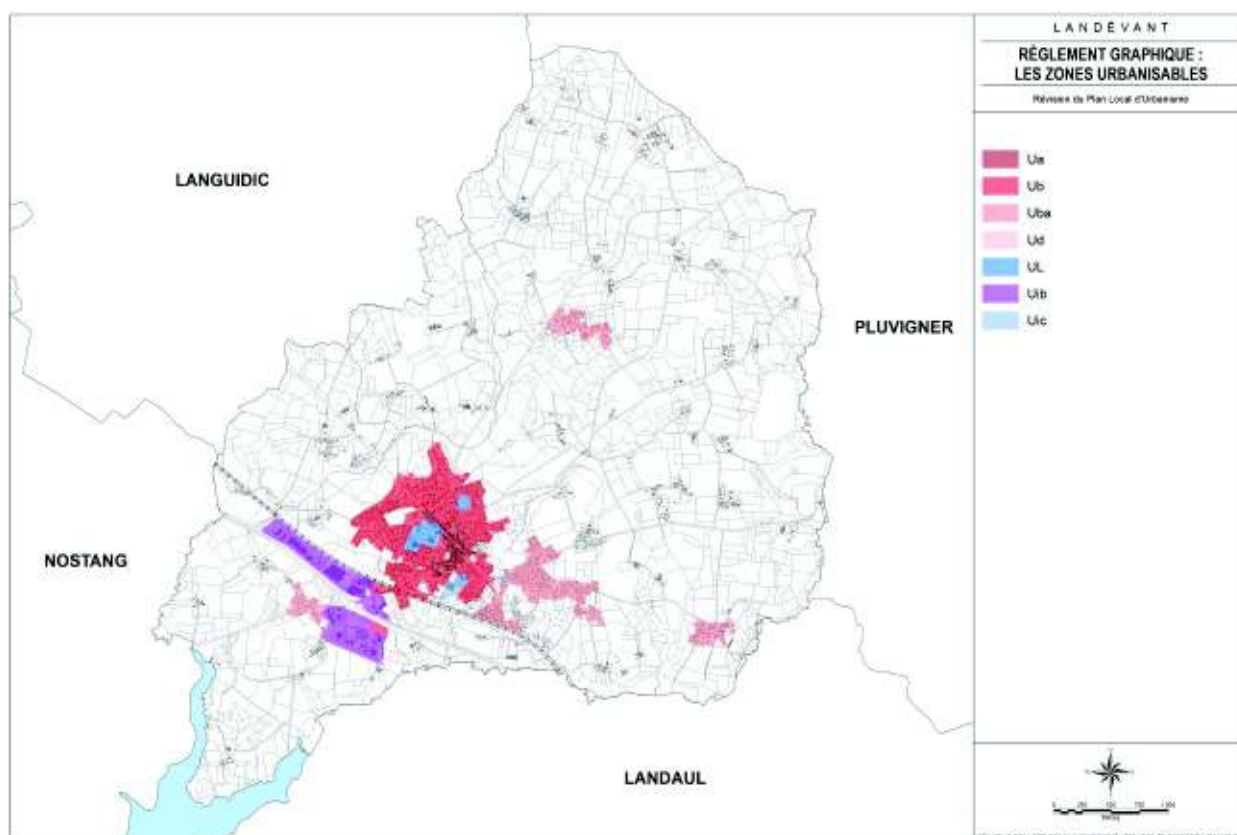 LANDÉVANT
RÈGLEMENT GRAPHIQUE :
LES ZONES URBANISABLES
Révision du Plan Local d'Urbanisme
LANGUIDIC
Ua
Ub
Uba
Ud
UL
Uib
Uic
PLUVIGNER
NOSTANG
LANDAUL